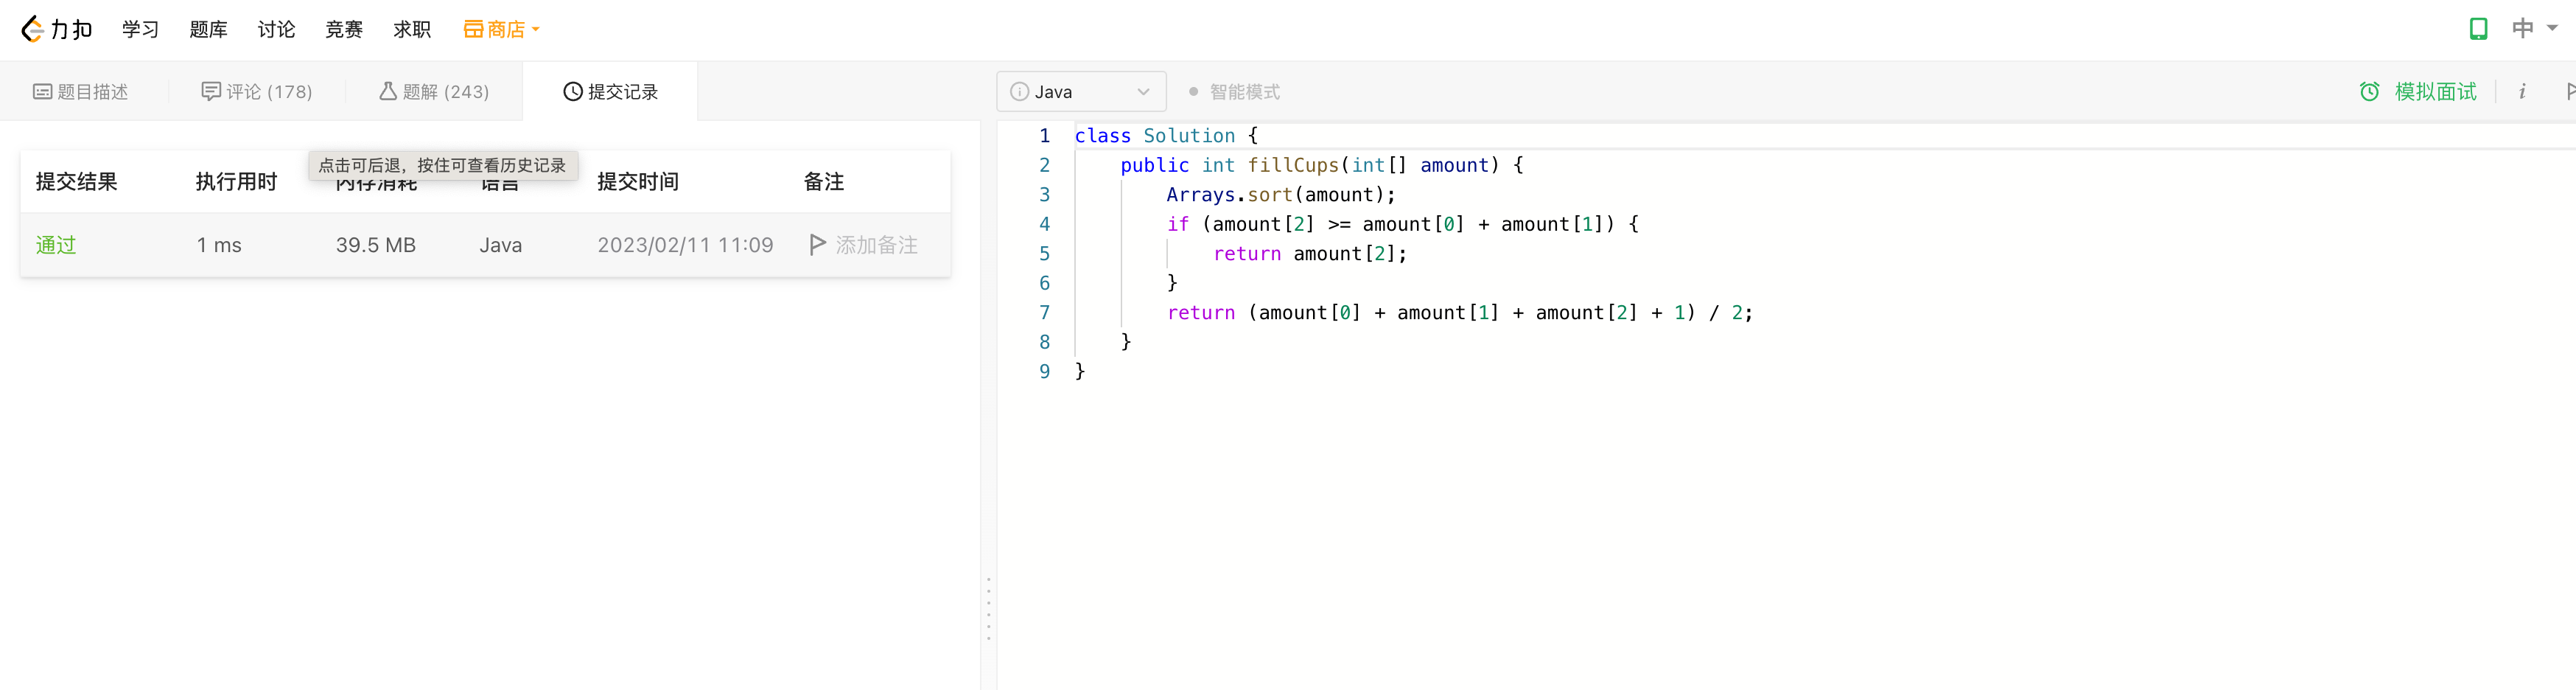 力扣 学习 题库 讨论 竞赛 求职 商店 中
题目描述 评论 (178) 题解 (243) 提交记录
点击可后退，按住可查看历史记录
提交结果 执行用时 内存消耗 语言 提交时间 备注
通过 1 ms 39.5 MB Java 2023/02/11 11:09 添加备注
Java 智能模式 模拟面试 i
1 class Solution {
2     public int fillCups(int[] amount) {
3         Arrays.sort(amount);
4         if (amount[2] >= amount[0] + amount[1]) {
5             return amount[2];
6         }
7         return (amount[0] + amount[1] + amount[2] + 1) / 2;
8     }
9 }